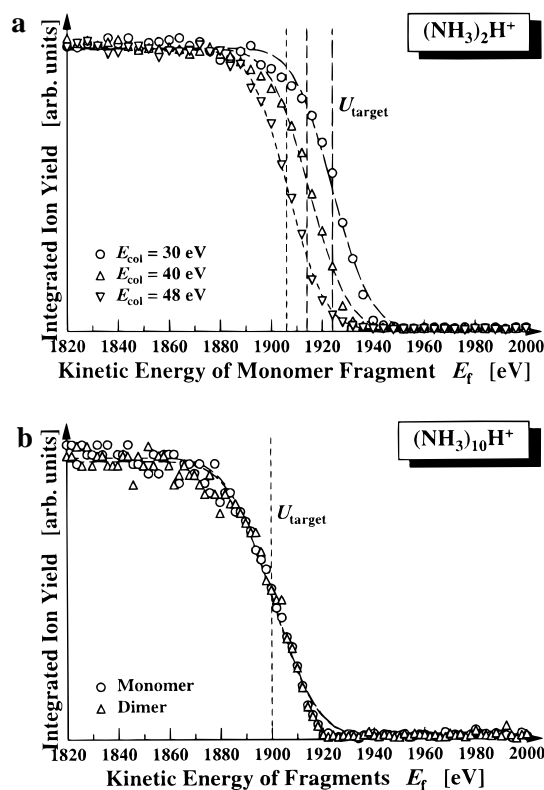 a
(NH3)2H+
Integrated Ion Yield [arb. units]
Utarget
Ecol = 30 eV
Ecol = 40 eV
Ecol = 48 eV
1820 1840 1860 1880 1900 1920 1940 1960 1980 2000
Kinetic Energy of Monomer Fragment Ef [eV]
b
(NH3)10H+
Integrated Ion Yield [arb. units]
Utarget
Monomer
Dimer
1820 1840 1860 1880 1900 1920 1940 1960 1980 2000
Kinetic Energy of Fragments Ef [eV]